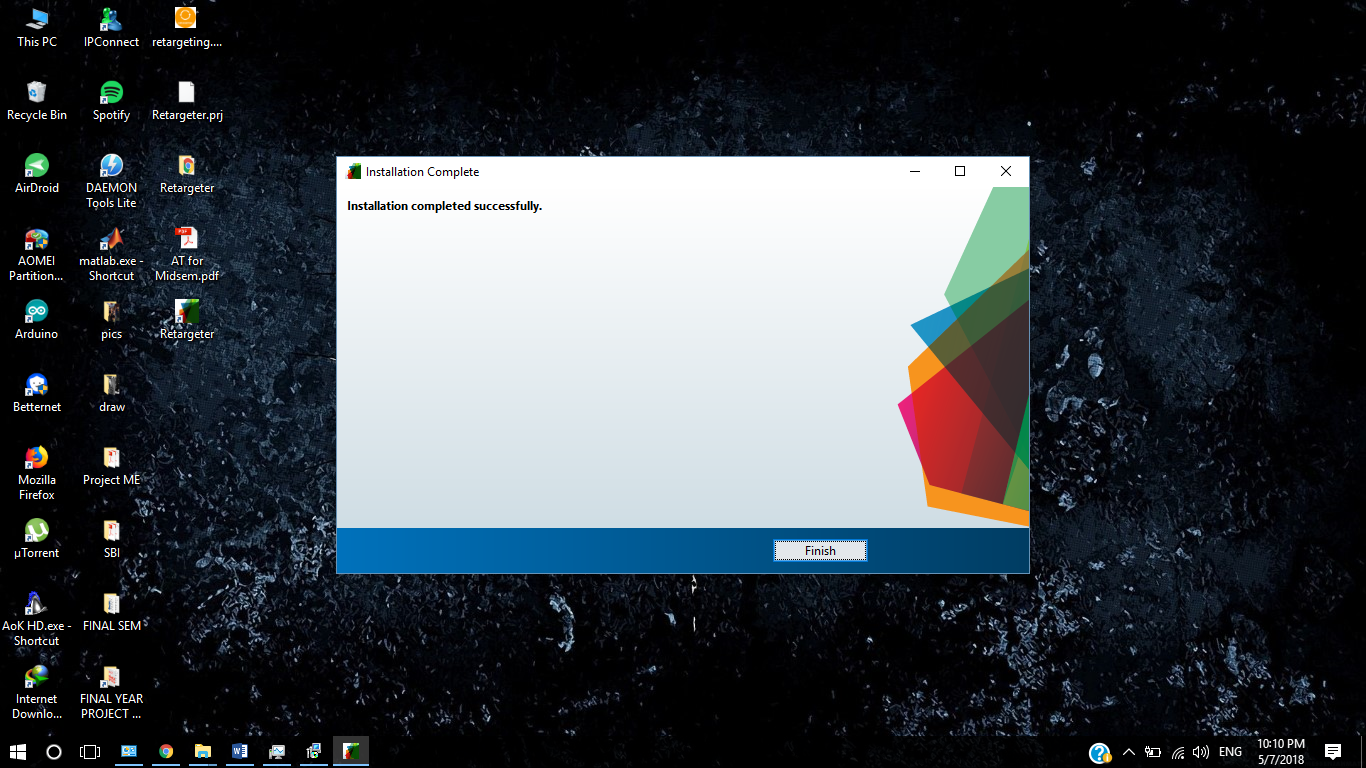 This PC
IPConnect
retargeting....
Recycle Bin
Spotify
Retargeter.prj
AirDroid
DAEMON
Tools Lite
Retargeter
AOMEI
Partition...
matlab.exe -
Shortcut
PDF
AT for
Midsem.pdf
Arduino
pics
Retargeter
Betternet
draw
Mozilla
Firefox
Project ME
µTorrent
SBI
AoK HD.exe -
Shortcut
FINAL SEM
Internet
Downlo...
FINAL YEAR
PROJECT ...
Installation Complete
Installation completed successfully.
Finish
ENG
10:10 PM
5/7/2018